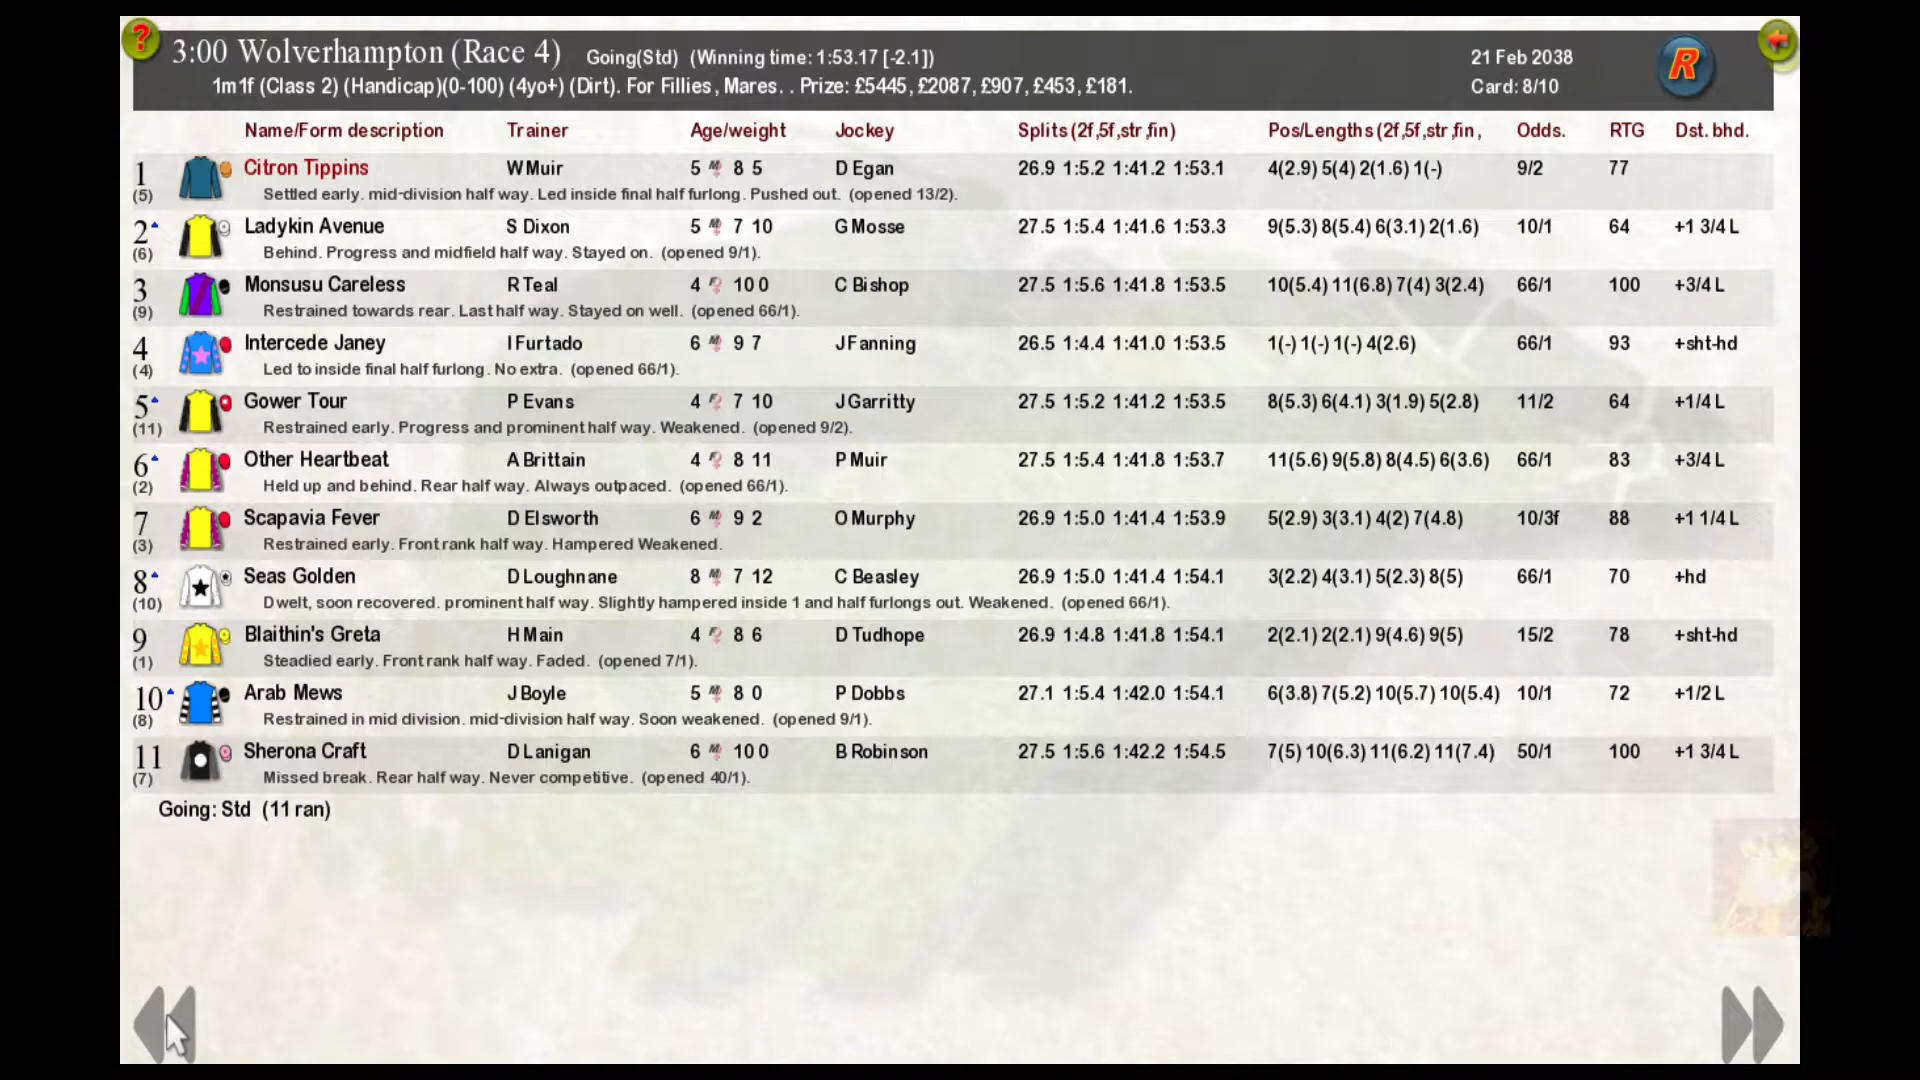 ?
3:00 Wolverhampton (Race 4) Going(Std) (Winning time: 1:53.17 [-2.1]) 21 Feb 2038
1m1f (Class 2) (Handicap)(0-100) (4yo+) (Dirt). For Fillies, Mares. . Prize: £5445, £2087, £907, £453, £181. Card: 8/10
R
Name/Form description Trainer Age/weight Jockey Splits (2f,5f,str,fin) Pos/Lengths (2f,5f,str,fin, Odds. RTG Dst. bhd.
1 Citron Tippins W Muir 5 M 8 5 D Egan 26.9 1:5.2 1:41.2 1:53.1 4(2.9) 5(4) 2(1.6) 1(-) 9/2 77
(5) Settled early. mid-division half way. Led inside final half furlong. Pushed out. (opened 13/2).
2 Ladykin Avenue S Dixon 5 M 7 10 G Mosse 27.5 1:5.4 1:41.6 1:53.3 9(5.3) 8(5.4) 6(3.1) 2(1.6) 10/1 64 +1 3/4 L
(6) Behind. Progress and midfield half way. Stayed on. (opened 9/1).
3 Monsusu Careless R Teal 4 F 10 0 C Bishop 27.5 1:5.6 1:41.8 1:53.5 10(5.4) 11(6.8) 7(4) 3(2.4) 66/1 100 +3/4 L
(9) Restrained towards rear. Last half way. Stayed on well. (opened 66/1).
4 Intercede Janey I Furtado 6 M 9 7 J Fanning 26.5 1:4.4 1:41.0 1:53.5 1(-) 1(-) 1(-) 4(2.6) 66/1 93 +sht-hd
(4) Led to inside final half furlong. No extra. (opened 66/1).
5 Gower Tour P Evans 4 F 7 10 J Garritty 27.5 1:5.2 1:41.2 1:53.5 8(5.3) 6(4.1) 3(1.9) 5(2.8) 11/2 64 +1/4 L
(11) Restrained early. Progress and prominent half way. Weakened. (opened 9/2).
6 Other Heartbeat A Brittain 4 F 8 11 P Muir 27.5 1:5.4 1:41.8 1:53.7 11(5.6) 9(5.8) 8(4.5) 6(3.6) 66/1 83 +3/4 L
(2) Held up and behind. Rear half way. Always outpaced. (opened 66/1).
7 Scapavia Fever D Elsworth 6 M 9 2 O Murphy 26.9 1:5.0 1:41.4 1:53.9 5(2.9) 3(3.1) 4(2) 7(4.8) 10/3f 88 +1 1/4 L
(3) Restrained early. Front rank half way. Hampered Weakened.
8 Seas Golden D Loughnane 8 M 7 12 C Beasley 26.9 1:5.0 1:41.4 1:54.1 3(2.2) 4(3.1) 5(2.3) 8(5) 66/1 70 +hd
(10) Dwelt, soon recovered. prominent half way. Slightly hampered inside 1 and half furlongs out. Weakened. (opened 66/1).
9 Blaithin's Greta H Main 4 F 8 6 D Tudhope 26.9 1:4.8 1:41.8 1:54.1 2(2.1) 2(2.1) 9(4.6) 9(5) 15/2 78 +sht-hd
(1) Steadied early. Front rank half way. Faded. (opened 7/1).
10 Arab Mews J Boyle 5 M 8 0 P Dobbs 27.1 1:5.4 1:42.0 1:54.1 6(3.8) 7(5.2) 10(5.7) 10(5.4) 10/1 72 +1/2 L
(8) Restrained in mid division. mid-division half way. Soon weakened. (opened 9/1).
11 Sherona Craft D Lanigan 6 M 10 0 B Robinson 27.5 1:5.6 1:42.2 1:54.5 7(5) 10(6.3) 11(6.2) 11(7.4) 50/1 100 +1 3/4 L
(7) Missed break. Rear half way. Never competitive. (opened 40/1).
Going: Std (11 ran)